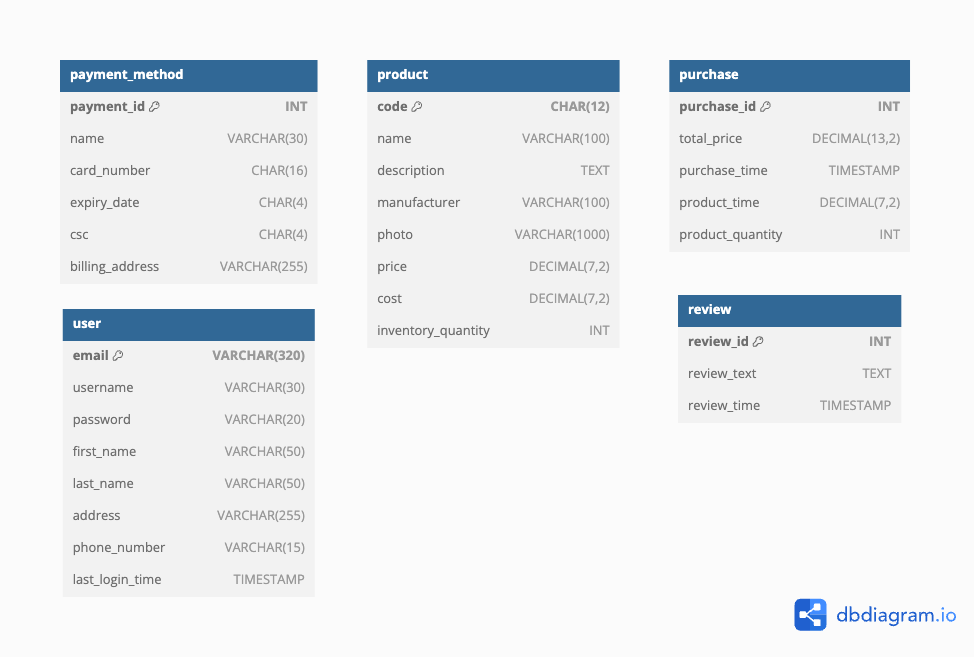 payment_method
payment_id INT
name VARCHAR(30)
card_number CHAR(16)
expiry_date CHAR(4)
csc CHAR(4)
billing_address VARCHAR(255)
user
email VARCHAR(320)
username VARCHAR(30)
password VARCHAR(20)
first_name VARCHAR(50)
last_name VARCHAR(50)
address VARCHAR(255)
phone_number VARCHAR(15)
last_login_time TIMESTAMP
product
code CHAR(12)
name VARCHAR(100)
description TEXT
manufacturer VARCHAR(100)
photo VARCHAR(1000)
price DECIMAL(7,2)
cost DECIMAL(7,2)
inventory_quantity INT
purchase
purchase_id INT
total_price DECIMAL(13,2)
purchase_time TIMESTAMP
product_time DECIMAL(7,2)
product_quantity INT
review
review_id INT
review_text TEXT
review_time TIMESTAMP
dbdiagram.io